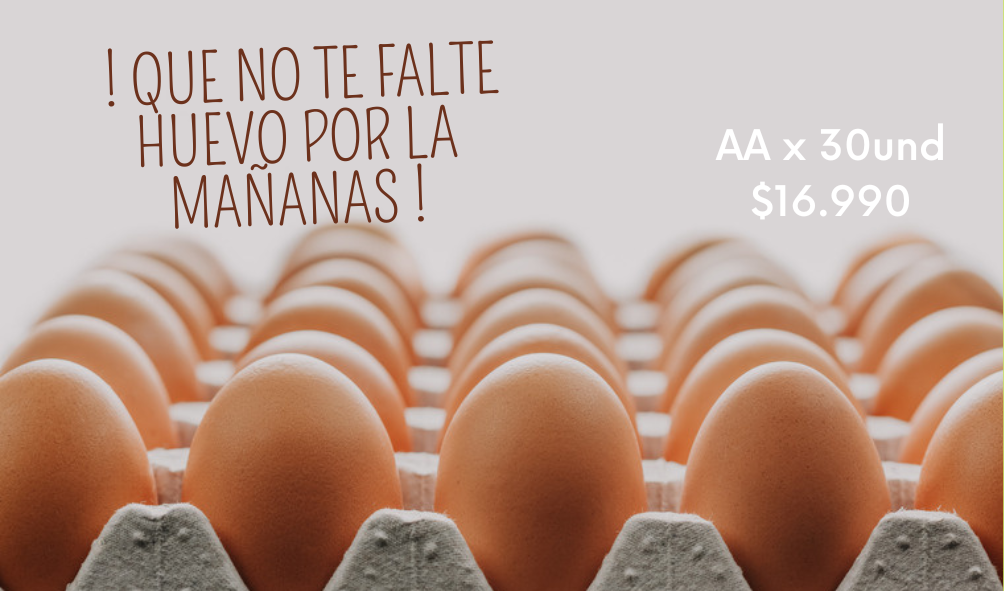 ! QUE NO TE FALTE
HUEVO POR LA
MAÑANAS !
AA x 30und
$16.990